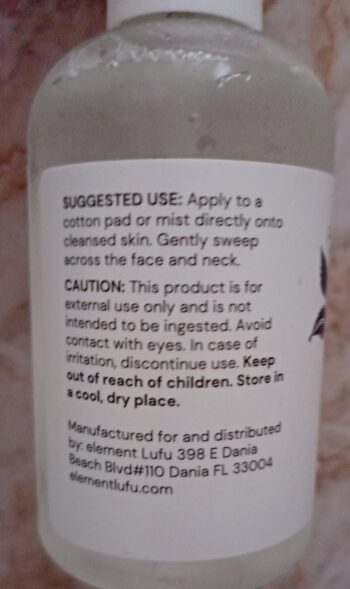 SUGGESTED USE: Apply to a
cotton pad or mist directly onto
cleansed skin. Gently sweep
across the face and neck.
CAUTION: This product is for
external use only and is not
intended to be ingested. Avoid
contact with eyes. In case of
irritation, discontinue use. Keep
out of reach of children. Store in
a cool, dry place.
Manufactured for and distributed
by: element Lufu 398 E Dania
Beach Blvd#110 Dania FL 33004
elementlufu.com